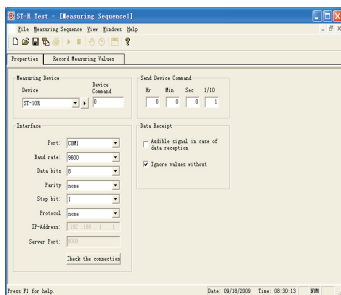 ST-X Test - [Measuring Sequence1]
File Measuring Sequence View Windows Help
Properties Record Measuring Values
Measuring Device
Device Device Command
ST-10X 0
Send Device Command
Hr Min Sec 1/10
0 0 0 1
Interface
Port: COM1
Baud rate: 9600
Data bits 8
Parity none
Stop bit: 1
Protocol none
IP-Address: 192 168
Server Port:
Check the connection
Data Receipt
Audible signal in case of
data reception
Ignore values without
Press F1 for help.
Date: 09/18/2009 Time: 08:30:13 NUM